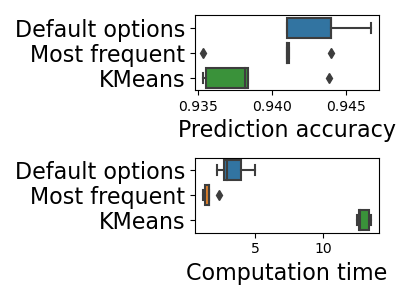 Default options
Most frequent
KMeans
0.935 0.940 0.945
Prediction accuracy
Default options
Most frequent
KMeans
5 10
Computation time